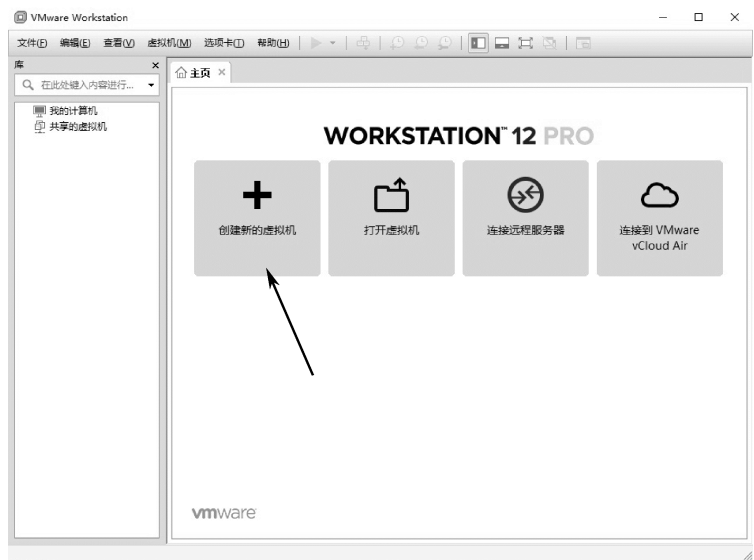 VMware Workstation
文件(F) 编辑(E) 查看(V) 虚拟机(M) 选项卡(T) 帮助(H)
库
在此处键入内容进行...
我的计算机
共享的虚拟机
主页
WORKSTATION™ 12 PRO
创建新的虚拟机
打开虚拟机
连接远程服务器
连接到 VMware
vCloud Air
vmware